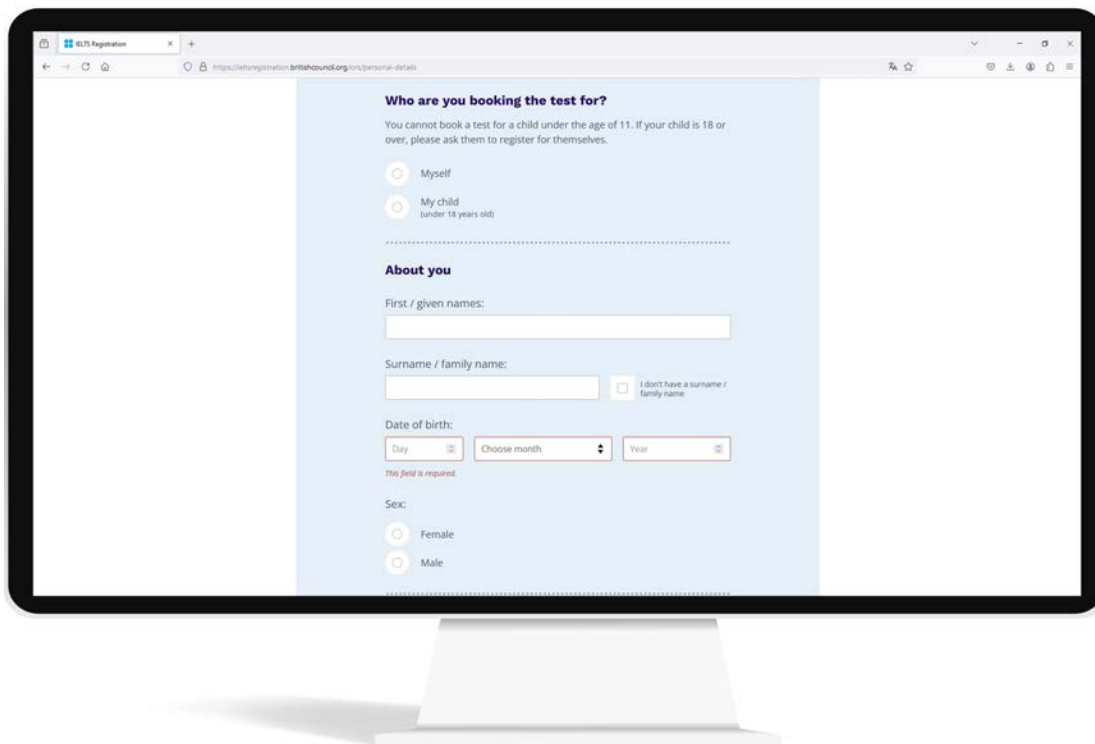 IELTS Registration
https://ieltsregistration.britishcouncil.org/ors/personal-details
Who are you booking the test for?
You cannot book a test for a child under the age of 11. If your child is 18 or
over, please ask them to register for themselves.
Myself
My child
(under 18 years old)
About you
First / given names:
Surname / family name:
I don't have a surname /
family name
Date of birth:
Day
Choose month
Year
This field is required.
Sex:
Female
Male